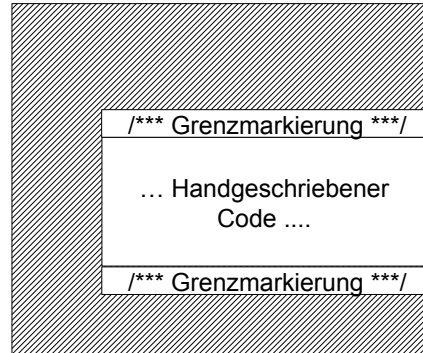 /*** Grenzmarkierung ***/
… Handgeschriebener
Code ....
/*** Grenzmarkierung ***/